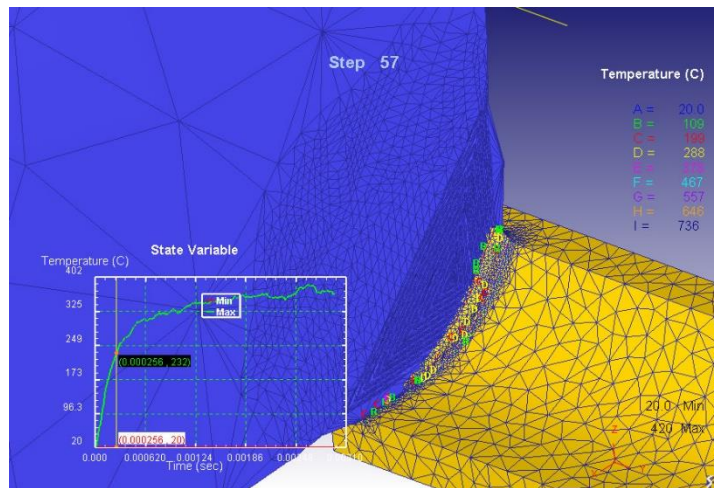 Step 57
Temperature (C)
A = 20.0
B = 109
C = 199
D = 288
F = 467
G = 557
H = 646
I = 736
State Variable
Temperature (C)
402
325
249
173
96.3
20
Min
Max
(0.000256 , 232)
(0.000256 , 20)
0.000 0.000620 0.00124 0.00186 0.00248
Time (sec)
20.0 Min
420 Max